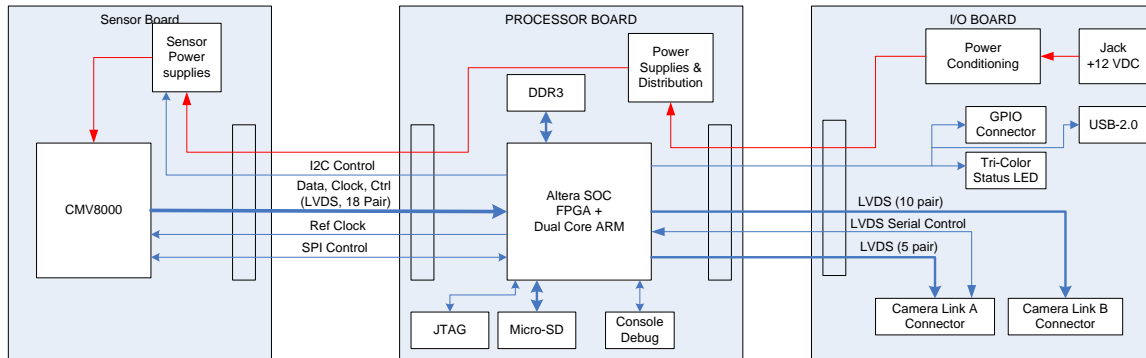 Sensor Board
PROCESSOR BOARD
I/O BOARD
Sensor
Power
supplies
Power
Supplies &
Distribution
Power
Conditioning
Jack
+12 VDC
DDR3
GPIO
Connector
USB-2.0
Tri-Color
Status LED
I2C Control
Data, Clock, Ctrl
(LVDS, 18 Pair)
CMV8000
Ref Clock
SPI Control
Altera SOC
FPGA +
Dual Core ARM
LVDS (10 pair)
LVDS Serial Control
LVDS (5 pair)
JTAG
Micro-SD
Console
Debug
Camera Link A
Connector
Camera Link B
Connector